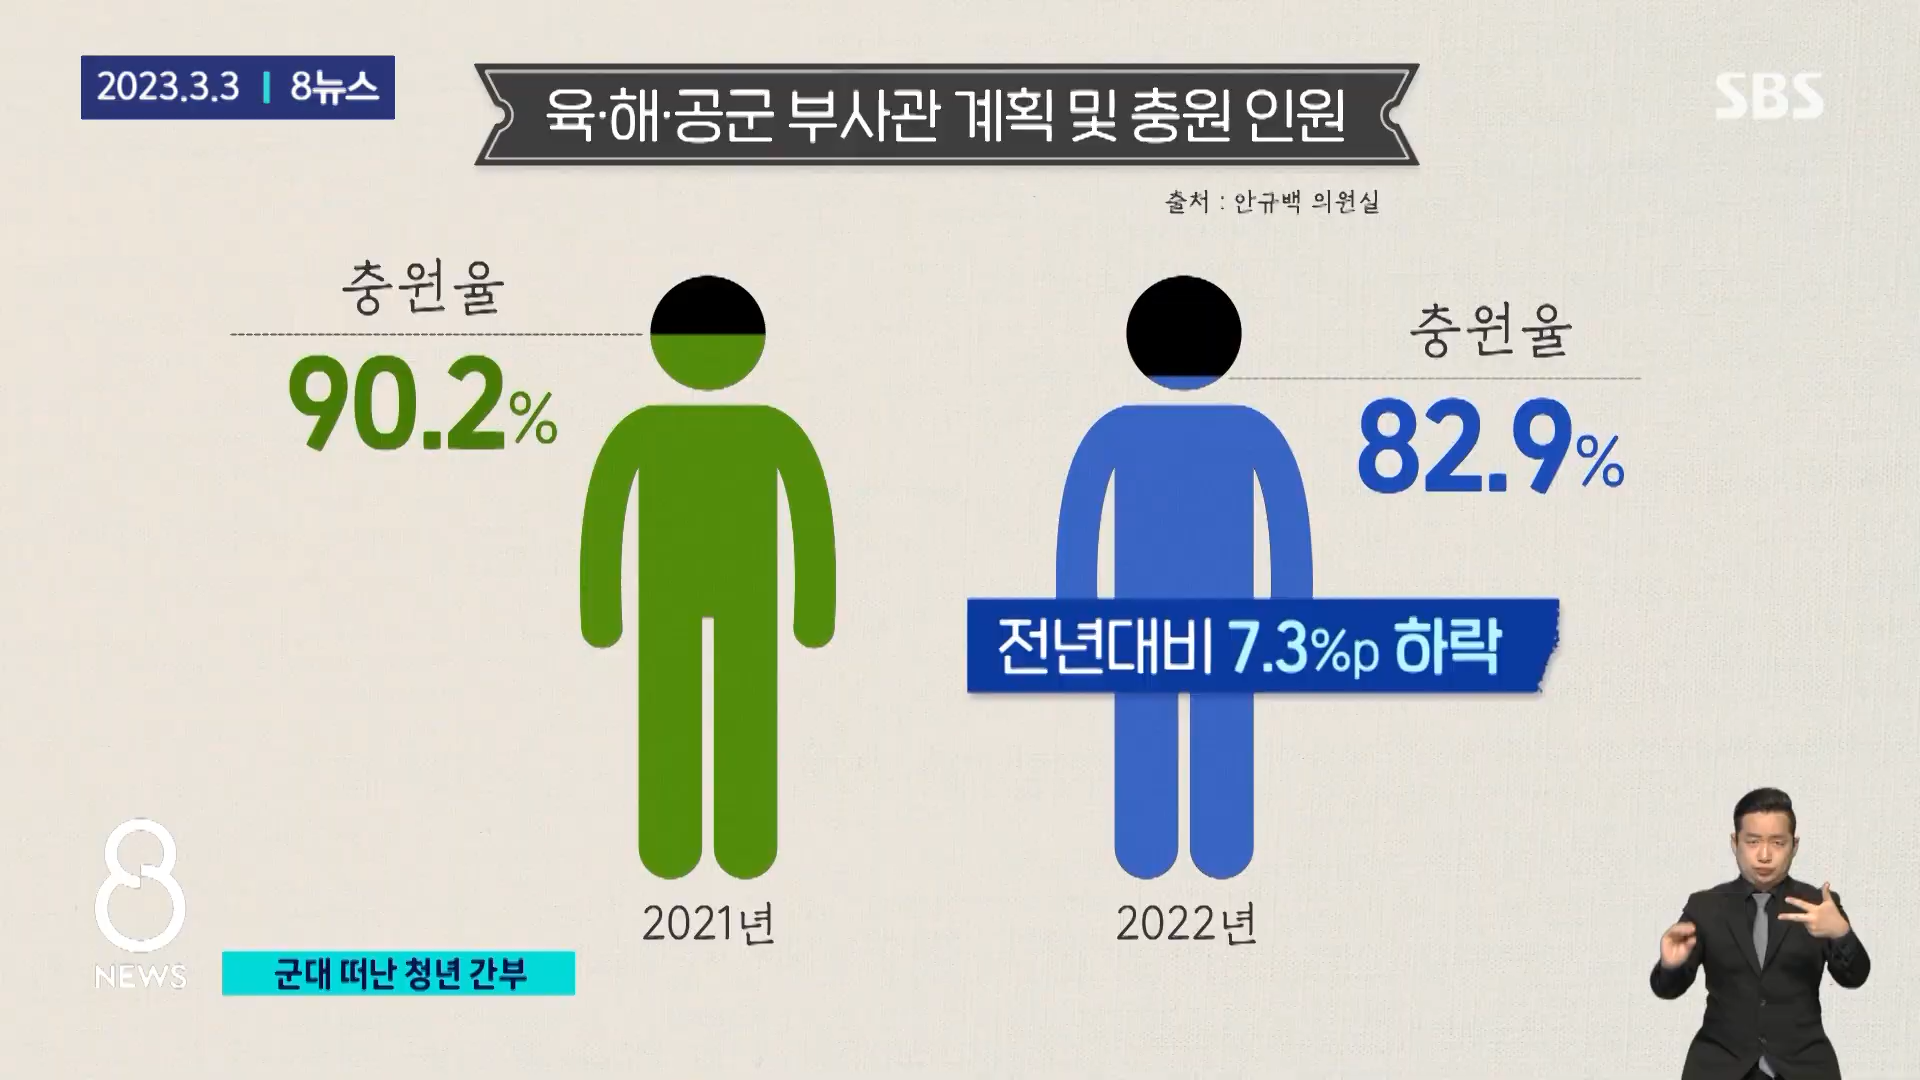 2023.3.3 | 8뉴스
육·해·공군 부사관 계획 및 충원 인원
SBS
출처 : 안규백 의원실
충원율
90.2%
충원율
82.9%
전년대비 7.3%p 하락
2021년
2022년
8
NEWS
군대 떠난 청년 간부